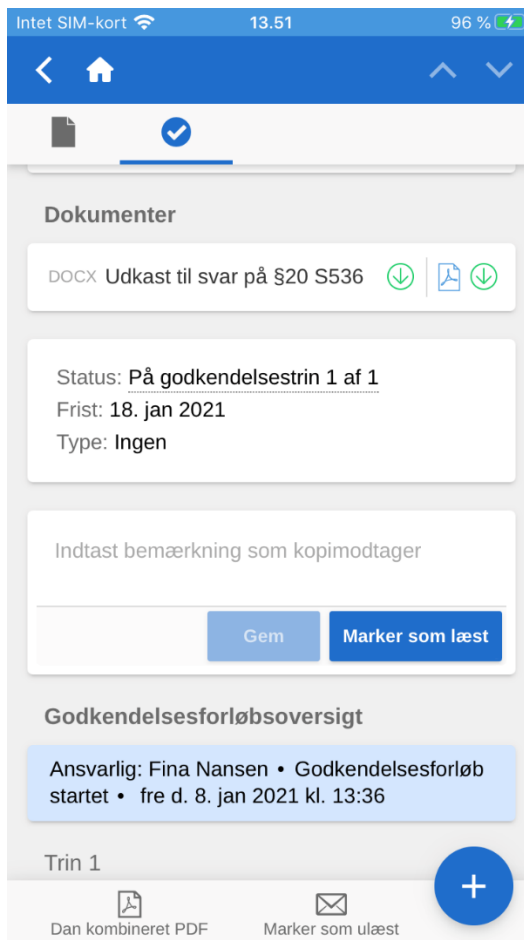 Intet SIM-kort 13.51 96 %
Dokumenter
DOCX Udkast til svar på §20 S536
Status: På godkendelsestrin 1 af 1
Frist: 18. jan 2021
Type: Ingen
Indtast bemærkning som kopimodtager
Gem Marker som læst
Godkendelsesforløbsoversigt
Ansvarlig: Fina Nansen • Godkendelsesforløb
startet • fre d. 8. jan 2021 kl. 13:36
Trin 1
Dan kombineret PDF Marker som ulæst